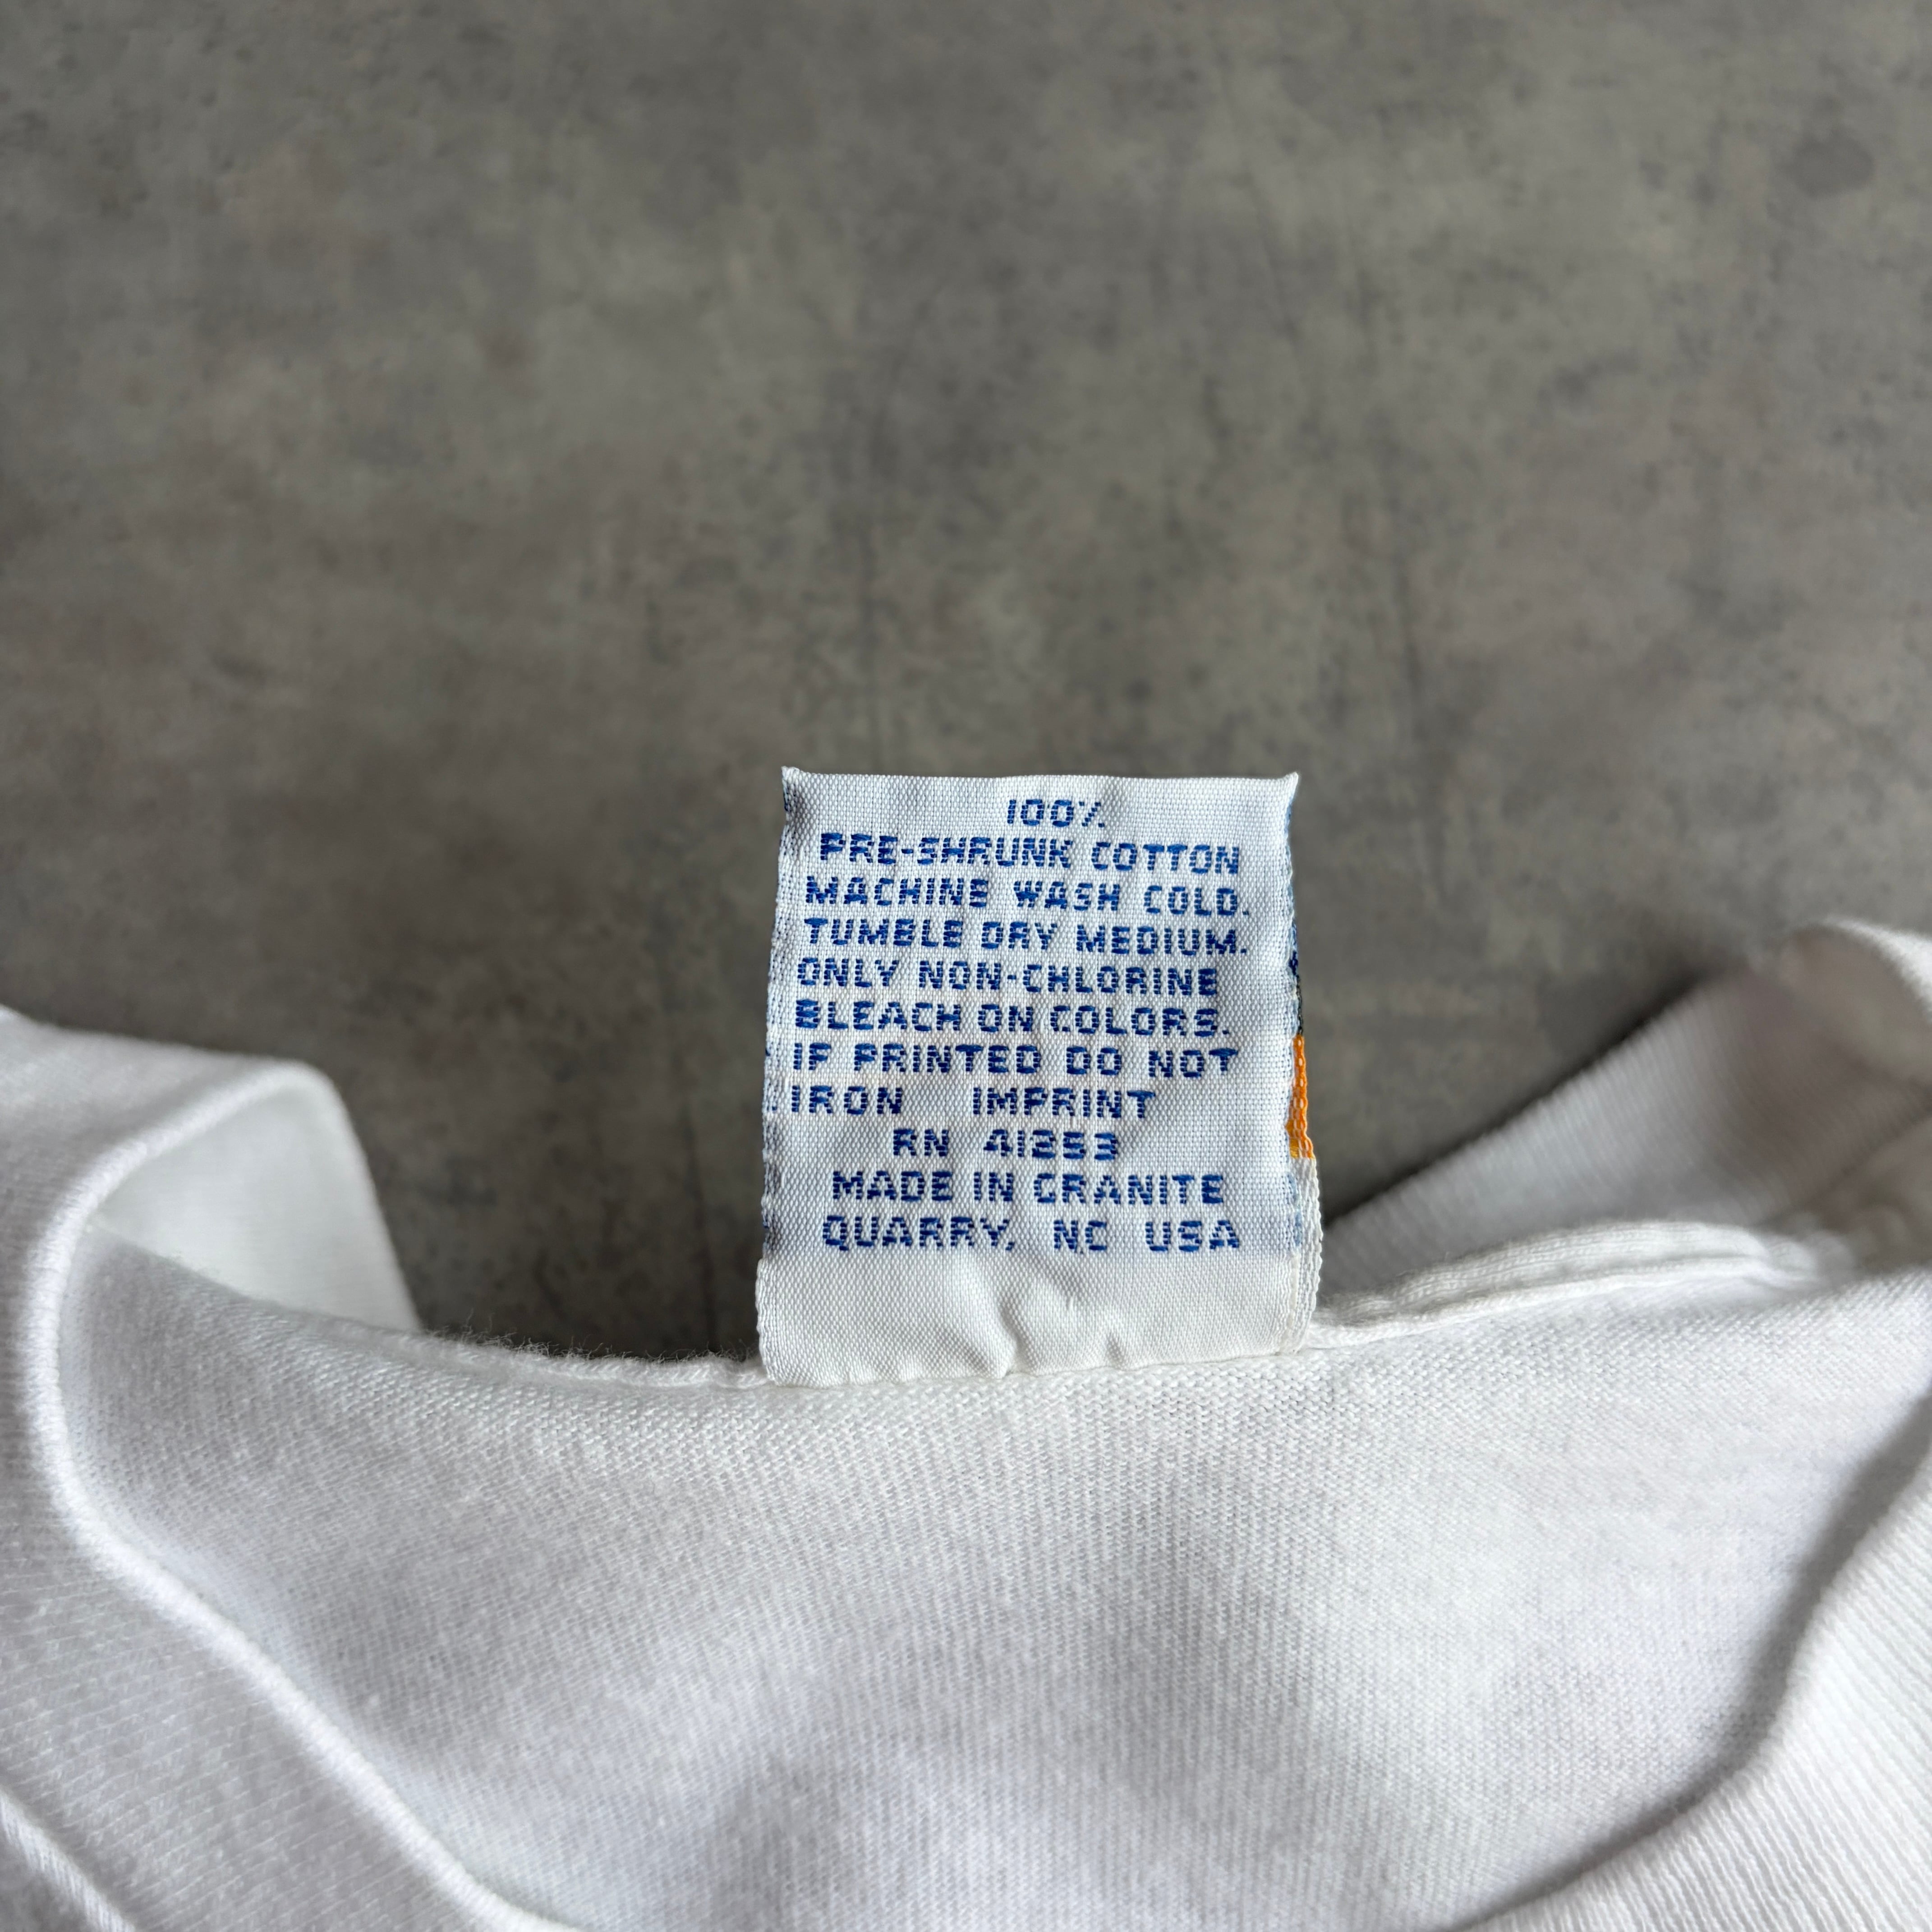 100%
PRE-SHRUNK COTTON
MACHINE WASH COLD.
TUMBLE DRY MEDIUM.
ONLY NON-CHLORINE
BLEACH ON COLORS.
IF PRINTED DO NOT
IRON IMPRINT
RN 41253
MADE IN GRANITE
QUARRY, NC USA